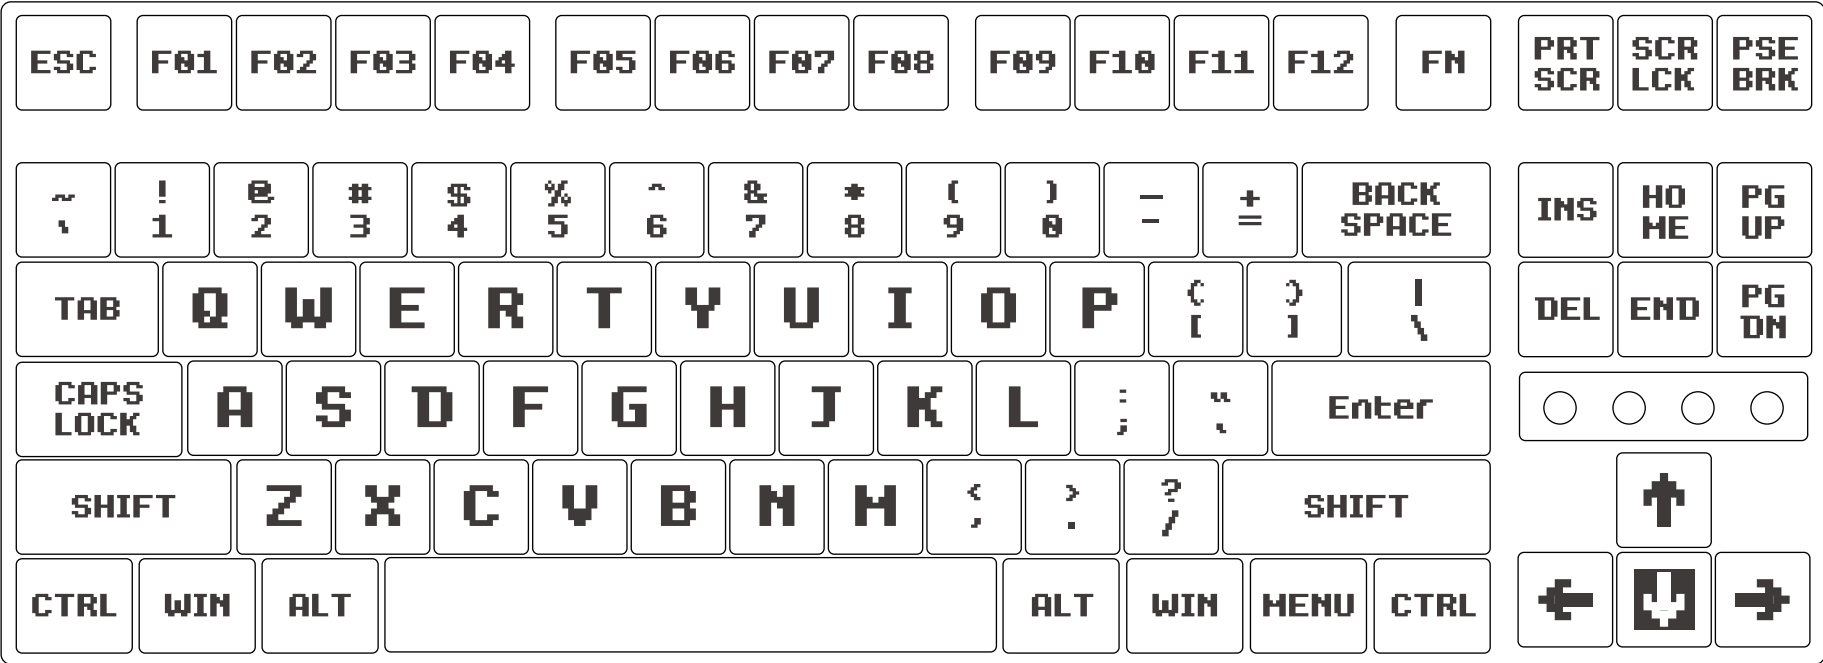 ESC F01 F02 F03 F04 F05 F06 F07 F08 F09 F10 F11 F12 FN PRT SCR SCR LCK PSE BRK
~ ` ! 1 @ 2 # 3 $ 4 % 5 ^ 6 & 7 * 8 ( 9 ) 0 — - + = BACK SPACE INS HO ME PG UP
TAB Q W E R T Y U I O P { [ } ] | \ DEL END PG DN
CAPS LOCK A S D F G H J K L : ; " ' Enter
SHIFT Z X C V B N M < , > . ? / SHIFT ↑
CTRL WIN ALT ALT WIN MENU CTRL ← ↓ →